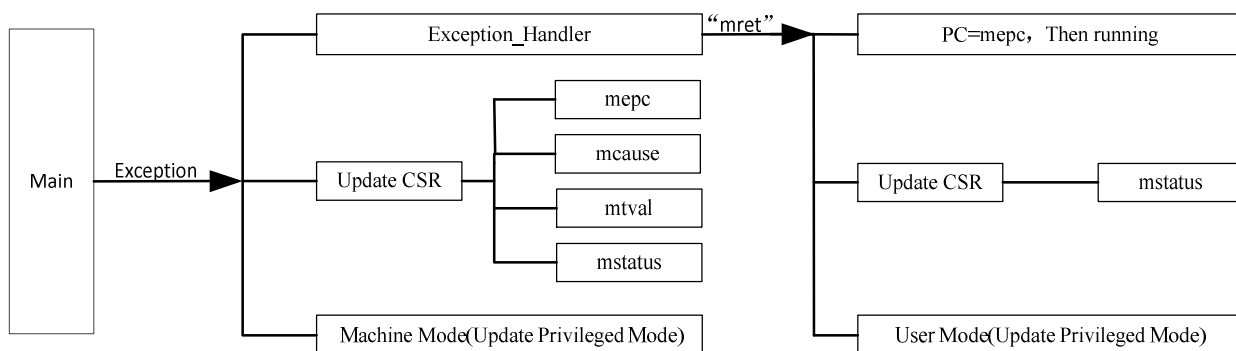 Main
Exception
Exception_Handler
Update CSR
mepc
mcause
mtval
mstatus
Machine Mode(Update Privileged Mode)
“mret”
PC=mepc，Then running
Update CSR
mstatus
User Mode(Update Privileged Mode)